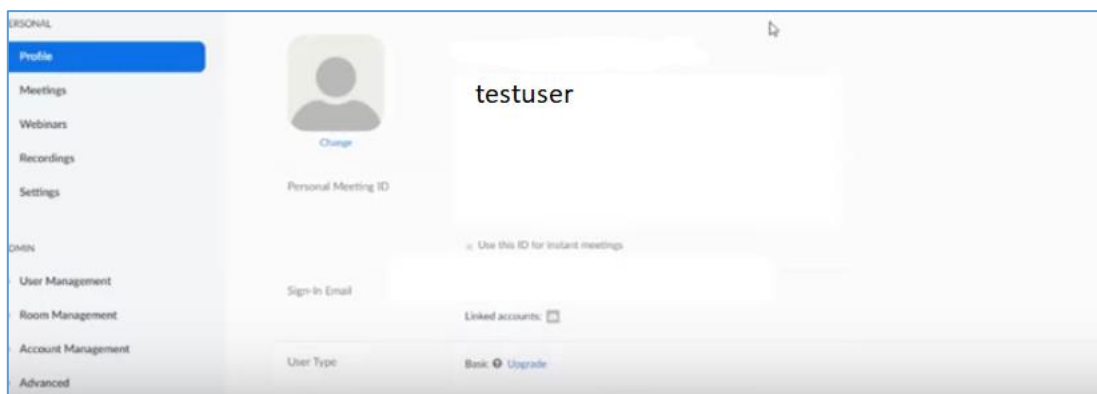 ERSONAL
Profile
Meetings
Webinars
Recordings
Settings
DMIN
User Management
Room Management
Account Management
Advanced
testuser
Change
Personal Meeting ID
Use this ID for instant meetings
Sign-In Email
Linked accounts:
User Type
Basic Upgrade